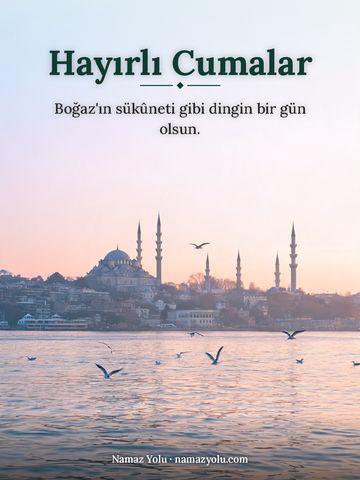 Hayırlı Cumalar
Boğaz'ın sükûneti gibi dingin bir gün
olsun.
Namaz Yolu · namazyolu.com